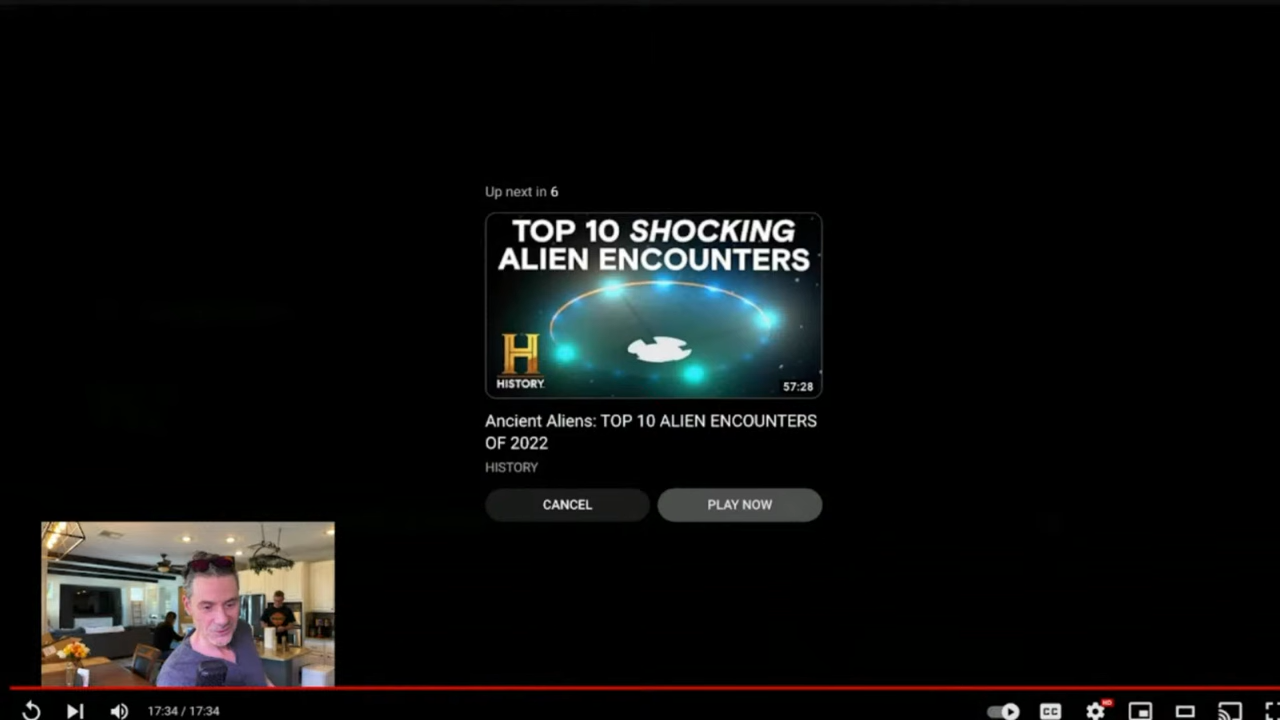 Up next in 6
TOP 10 SHOCKING
ALIEN ENCOUNTERS
H
HISTORY
57:28
Ancient Aliens: TOP 10 ALIEN ENCOUNTERS
OF 2022
HISTORY
CANCEL
PLAY NOW
17:34 / 17:34
CC
HD